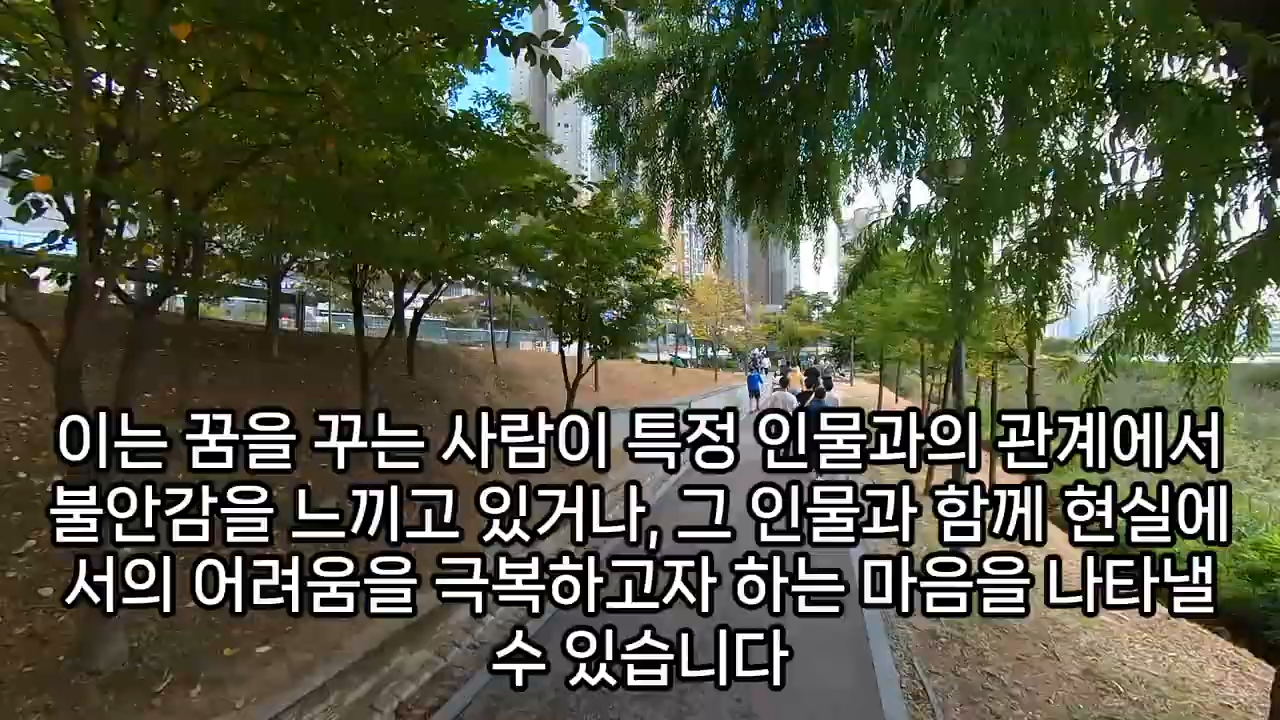 이는 꿈을 꾸는 사람이 특정 인물과의 관계에서
불안감을 느끼고 있거나, 그 인물과 함께 현실에
서의 어려움을 극복하고자 하는 마음을 나타낼
수 있습니다